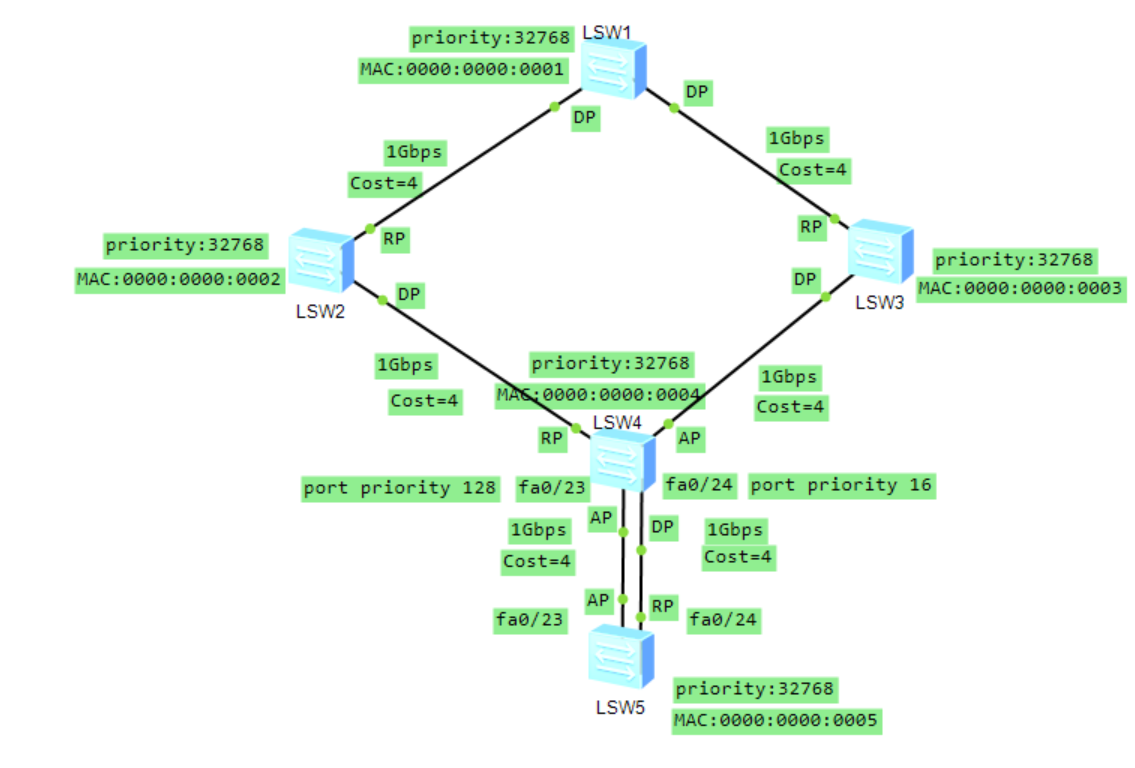 LSW1
priority:32768
MAC:0000:0000:0001
DP
DP
1Gbps
Cost=4
1Gbps
Cost=4
RP
RP
priority:32768
MAC:0000:0000:0002
LSW2
DP
DP
priority:32768
MAC:0000:0000:0003
LSW3
1Gbps
Cost=4
priority:32768
MAC:0000:0000:0004
LSW4
1Gbps
Cost=4
RP
AP
port priority 128
fa0/23
fa0/24
port priority 16
AP
DP
1Gbps
Cost=4
1Gbps
Cost=4
AP
RP
fa0/23
fa0/24
LSW5
priority:32768
MAC:0000:0000:0005